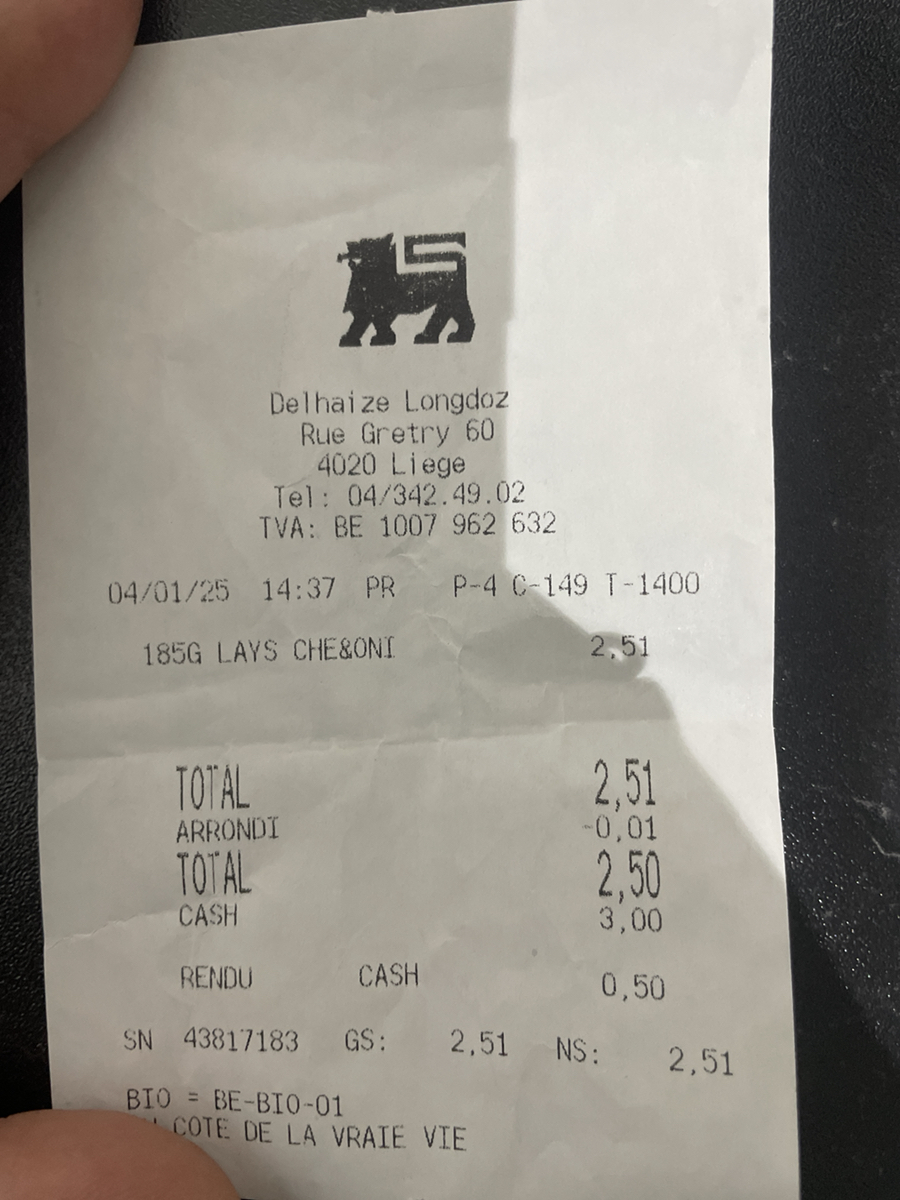 Delhaize Longdoz
Rue Gretry 60
4020 Liege
Tel: 04/342.49.02
TVA: BE 1007 962 632
04/01/25 14:37 PR P-4 C-149 T-1400
185G LAYS CHE&ONI 2,51
TOTAL 2,51
ARRONDI -0,01
TOTAL 2,50
CASH 3,00
RENDU CASH 0,50
SN 43817183 GS: 2,51 NS: 2,51
BIO = BE-BIO-01
COTE DE LA VRAIE VIE